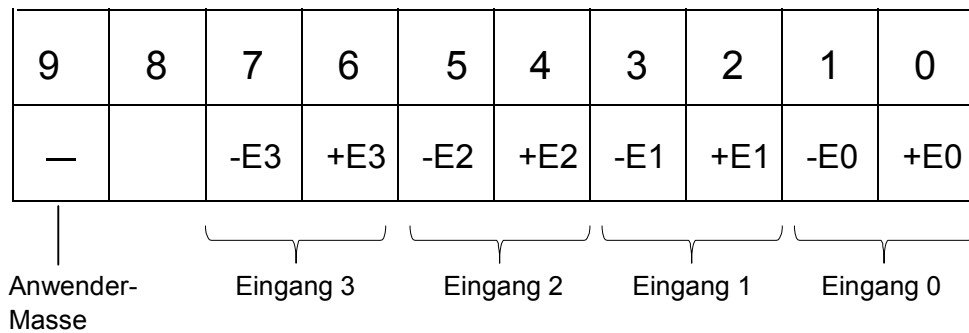 9 8 7 6 5 4 3 2 1 0
— -E3 +E3 -E2 +E2 -E1 +E1 -E0 +E0
Anwender-
Masse
Eingang 3 Eingang 2 Eingang 1 Eingang 0